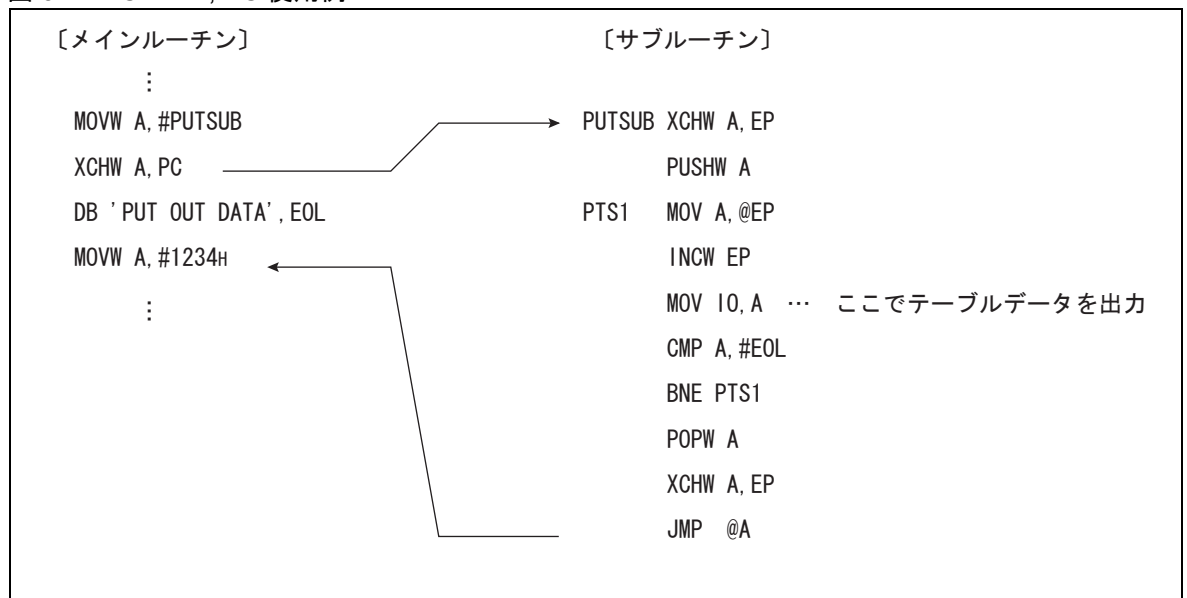 〔メインルーチン〕
⋮
MOVW A,#PUTSUB
XCHW A,PC
DB 'PUT OUT DATA',EOL
MOVW A,#1234H
⋮
〔サブルーチン〕
PUTSUB XCHW A,EP
PUSHW A
PTS1 MOV A,@EP
INCW EP
MOV IO,A … ここでテーブルデータを出力
CMP A,#EOL
BNE PTS1
POPW A
XCHW A,EP
JMP @A